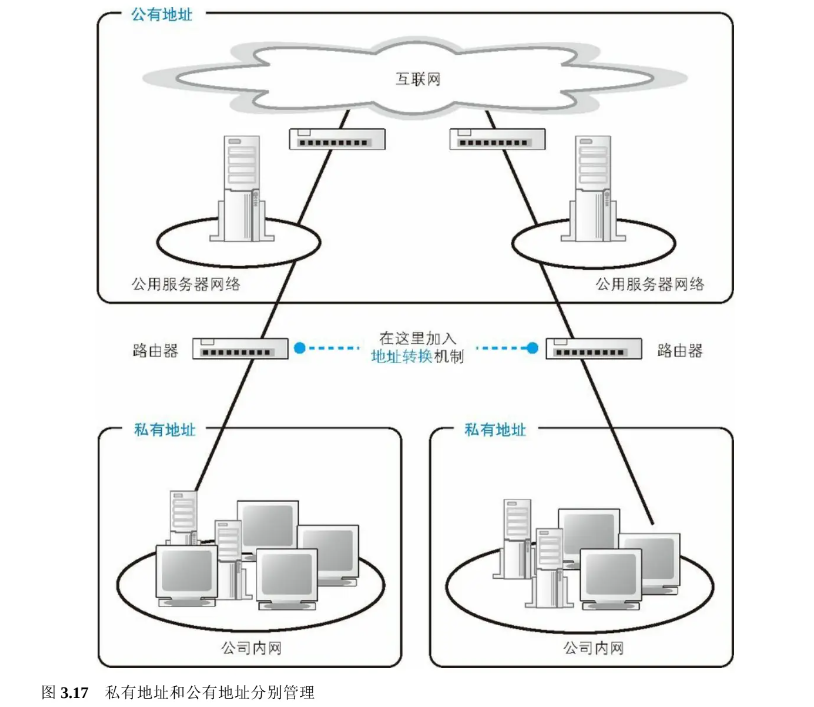 公有地址
互联网
公用服务器网络
公用服务器网络
路由器
在这里加入
地址转换机制
路由器
私有地址
私有地址
公司内网
公司内网
图 3.17 私有地址和公有地址分别管理